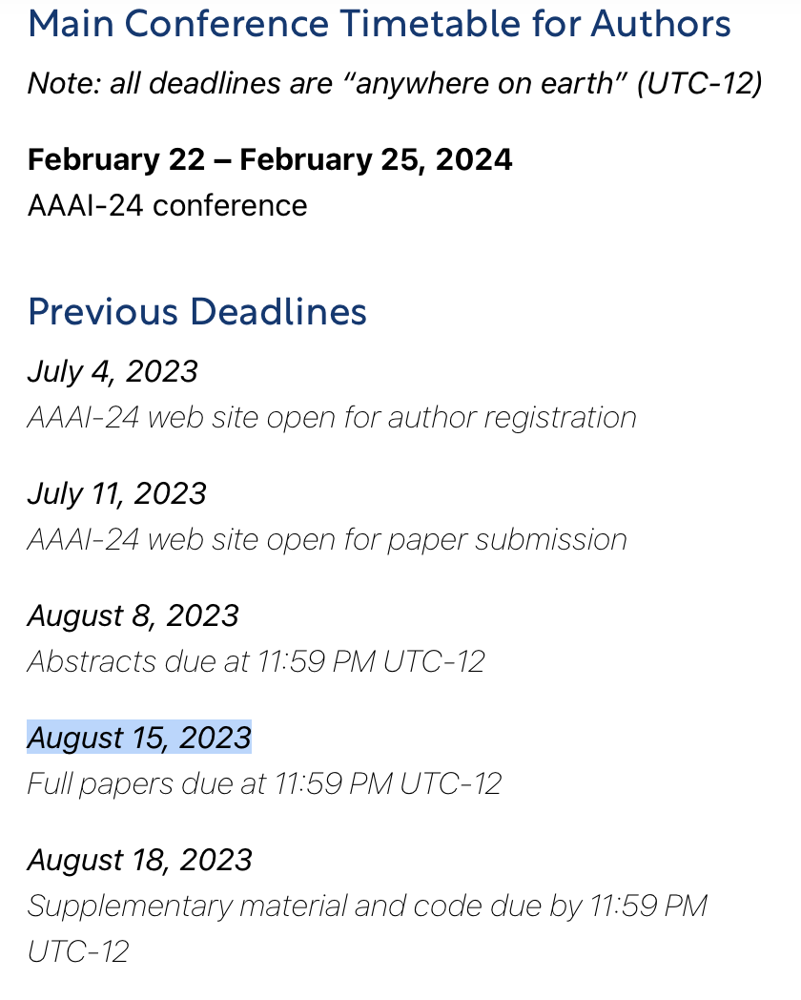 Main Conference Timetable for Authors
Note: all deadlines are “anywhere on earth” (UTC-12)
February 22 – February 25, 2024
AAAI-24 conference
Previous Deadlines
July 4, 2023
AAAI-24 web site open for author registration
July 11, 2023
AAAI-24 web site open for paper submission
August 8, 2023
Abstracts due at 11:59 PM UTC-12
August 15, 2023
Full papers due at 11:59 PM UTC-12
August 18, 2023
Supplementary material and code due by 11:59 PM
UTC-12